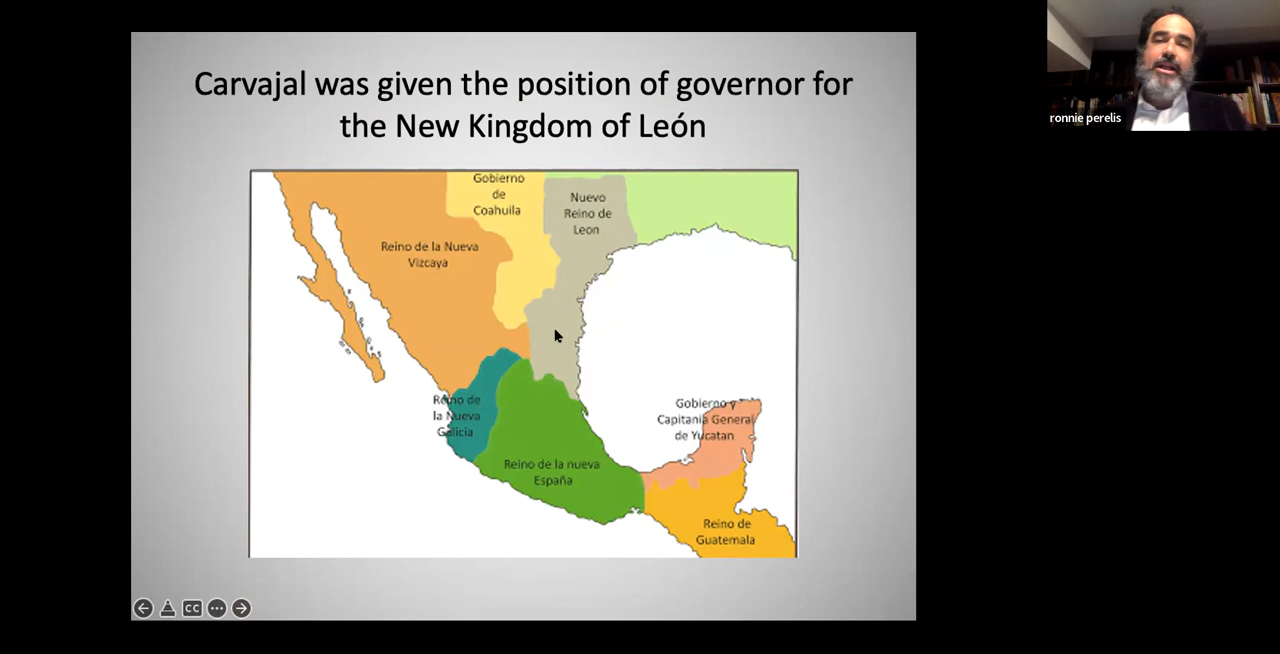 Carvajal was given the position of governor for
the New Kingdom of León
Gobierno
de
Coahuila
Nuevo
Reino de
Leon
Reino de la Nueva
Vizcaya
Reino de
la Nueva
Galicia
Gobierno y
Capitania General
de Yucatan
Reino de la nueva
España
Reino de
Guatemala
CC
ronnie perelis